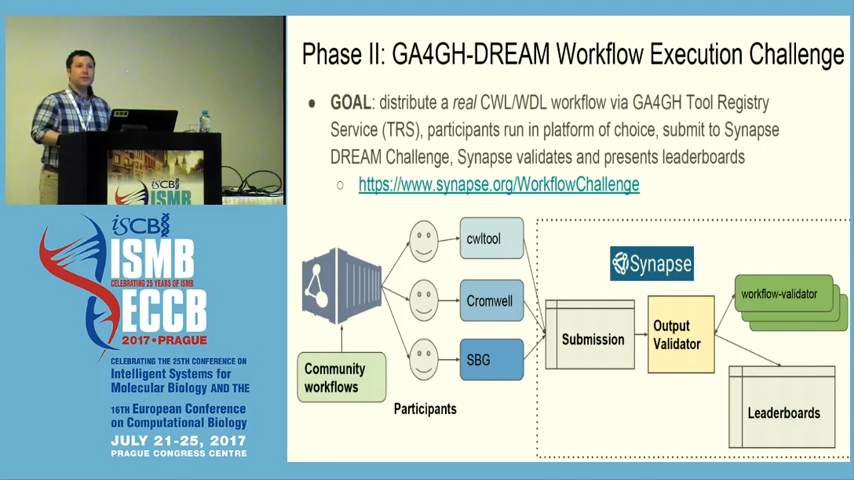 Phase II: GA4GH-DREAM Workflow Execution Challenge
GOAL: distribute a real CWL/WDL workflow via GA4GH Tool Registry
Service (TRS), participants run in platform of choice, submit to Synapse
DREAM Challenge, Synapse validates and presents leaderboards
https://www.synapse.org/WorkflowChallenge
cwltool
Cromwell
SBG
Community
workflows
Participants
Synapse
Submission
Output
Validator
workflow-validator
Leaderboards
iSCB
ISMB
iSCB
ISMB
CELEBRATING 25 YEARS OF ISMB
ECCB
2017 • PRAGUE
CELEBRATING THE 25TH CONFERENCE ON
Intelligent Systems for
Molecular Biology AND THE
16TH European Conference
on Computational Biology
JULY 21-25, 2017
PRAGUE CONGRESS CENTRE